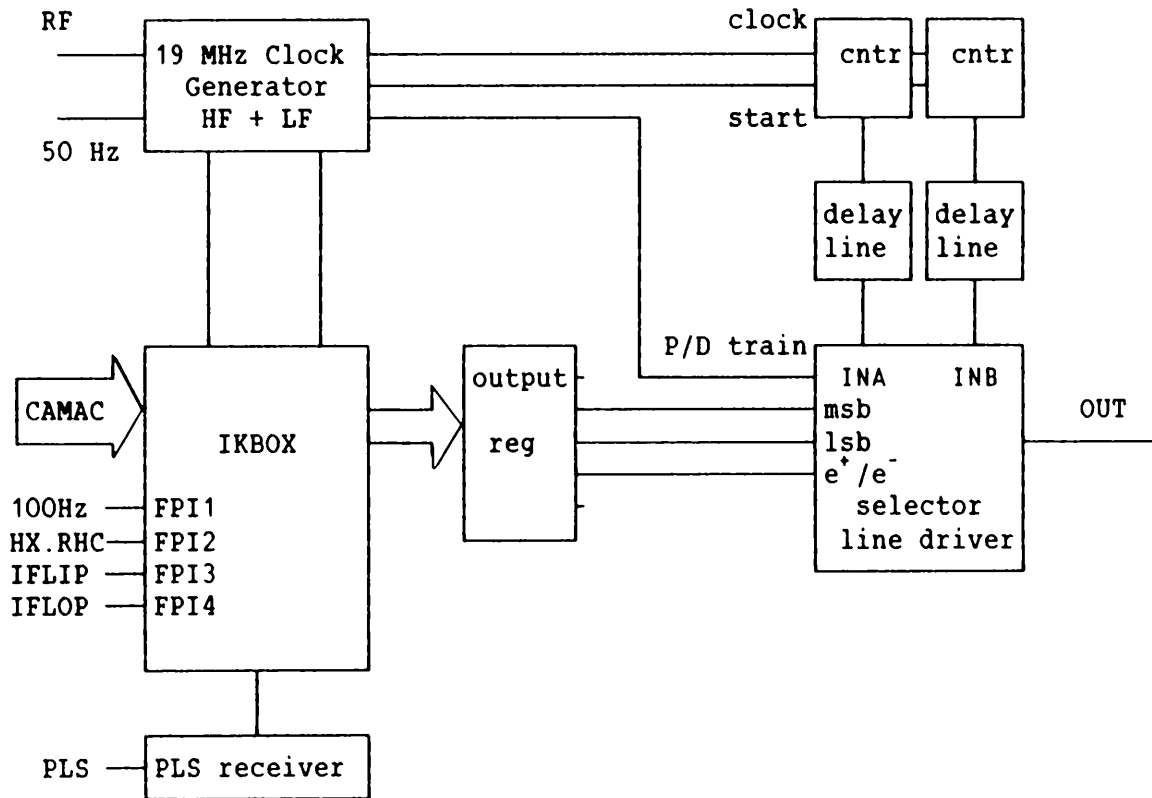 RF
50 Hz
19 MHz Clock
Generator
HF + LF
clock
start
cntr
cntr
delay
line
delay
line
P/D train
CAMAC
IKBOX
100Hz
FPI1
HX.RHC
FPI2
IFLIP
FPI3
IFLOP
FPI4
output
reg
INA
INB
msb
lsb
e⁺/e⁻
selector
line driver
OUT
PLS
PLS receiver